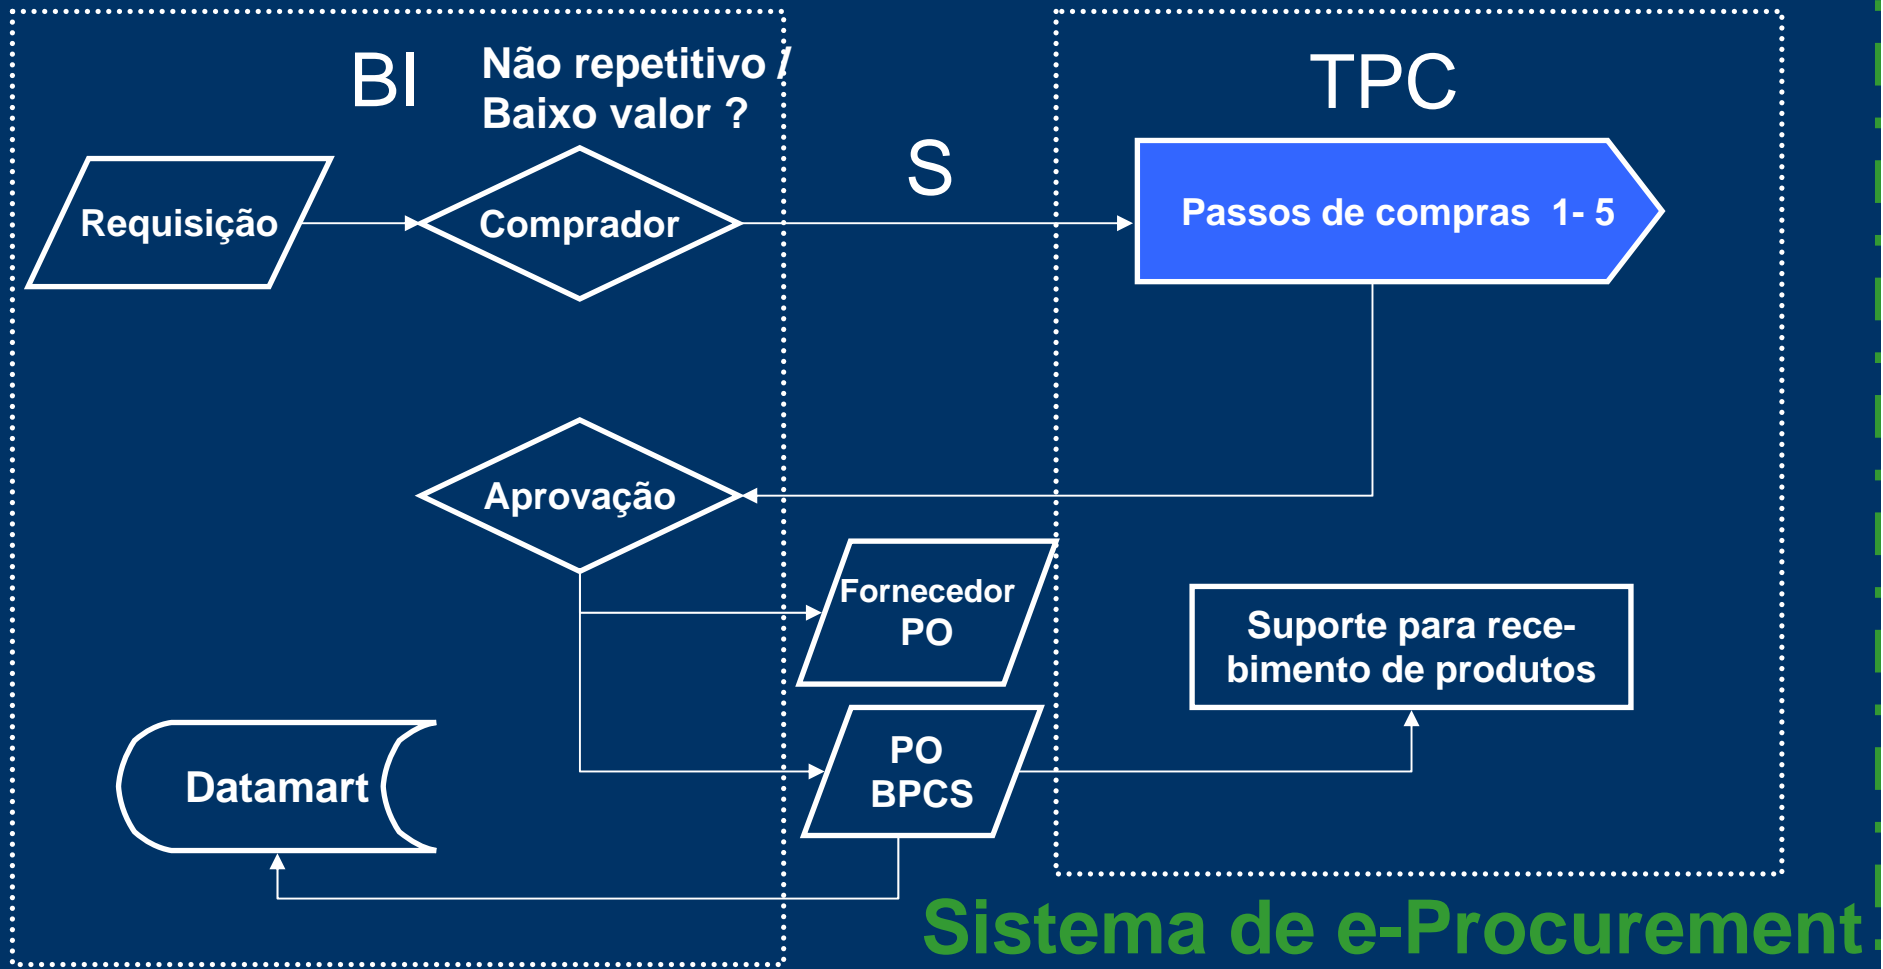 BI
Não repetitivo /
Baixo valor ?
S
TPC
Requisição
Comprador
Passos de compras 1- 5
Aprovação
Fornecedor
PO
Suporte para rece-
bimento de produtos
PO
BPCS
Datamart
Sistema de e-Procurement